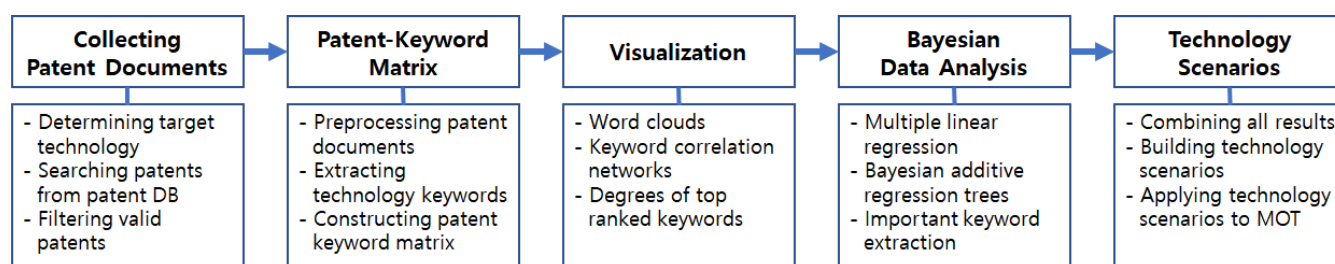 Collecting
Patent Documents
Patent-Keyword
Matrix
Visualization
Bayesian
Data Analysis
Technology
Scenarios
- Determining target
technology
- Searching patents
from patent DB
- Filtering valid
patents
- Preprocessing patent
documents
- Extracting
technology keywords
- Constructing patent
keyword matrix
- Word clouds
- Keyword correlation
networks
- Degrees of top
ranked keywords
- Multiple linear
regression
- Bayesian additive
regression trees
- Important keyword
extraction
- Combining all results
- Building technology
scenarios
- Applying technology
scenarios to MOT